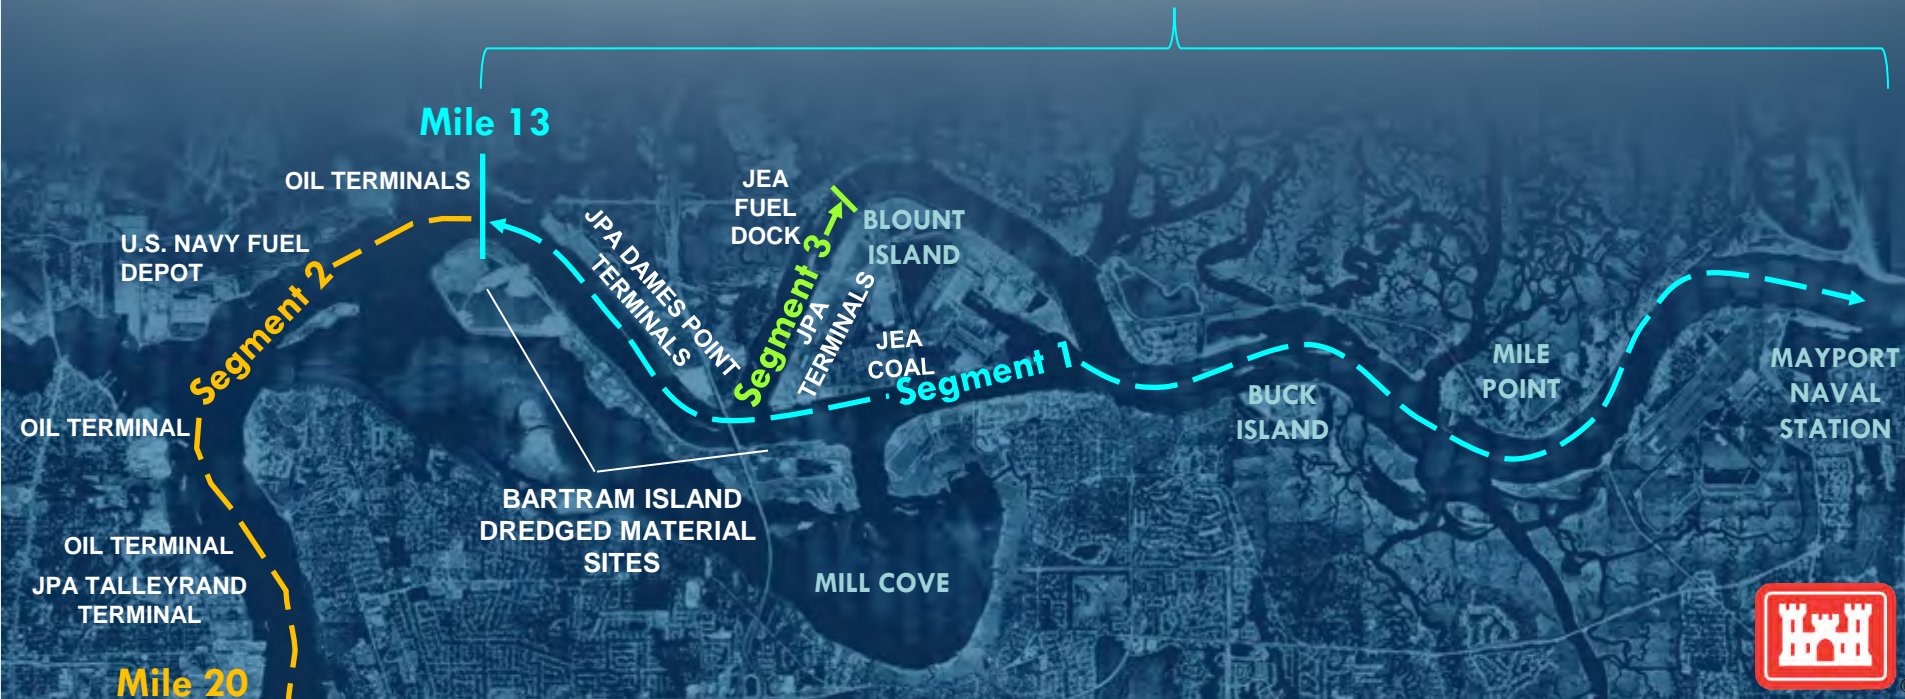 Mile 13
OIL TERMINALS
U.S. NAVY FUEL
DEPOT
Segment 2
OIL TERMINAL
OIL TERMINAL
JPA TALLEYRAND
TERMINAL
Mile 20
JPA DAMES POINT
TERMINALS
JEA
FUEL
DOCK
Segment 3
BLOUNT
ISLAND
JPA
TERMINALS
JEA
COAL
Segment 1
BARTRAM ISLAND
DREDGED MATERIAL
SITES
MILL COVE
BUCK
ISLAND
MILE
POINT
MAYPORT
NAVAL
STATION